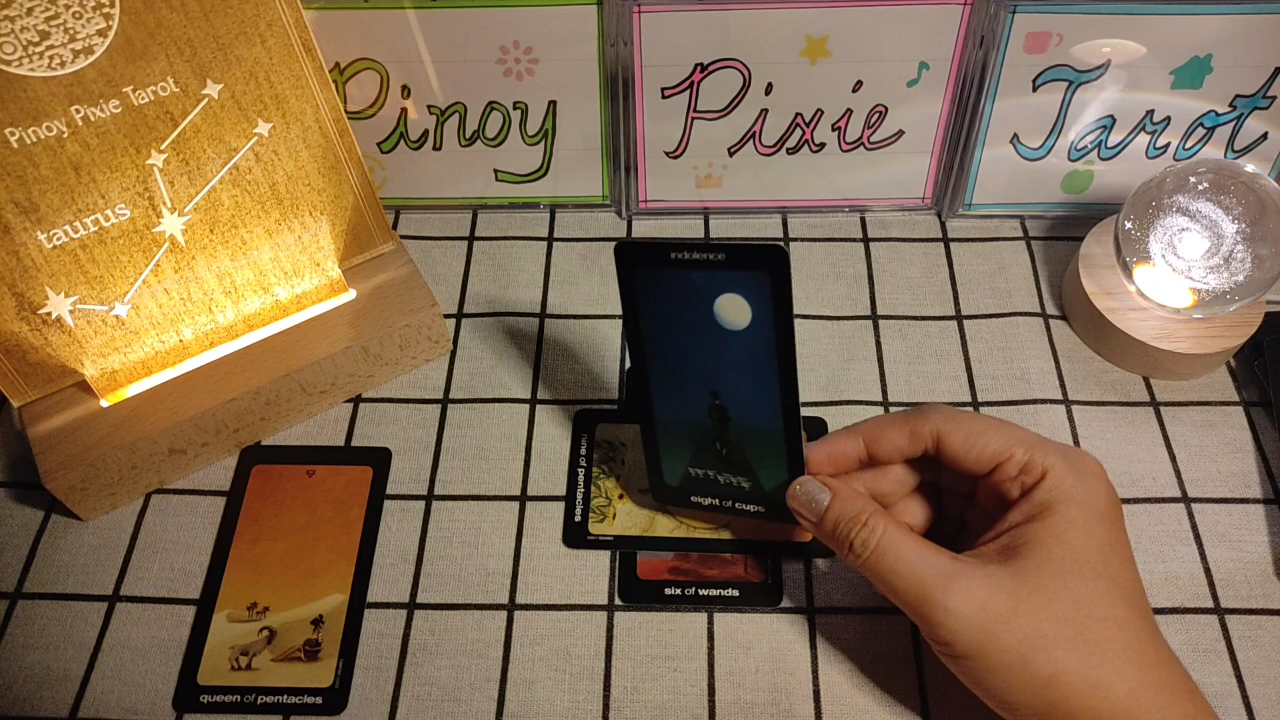 Pinoy Pixie Tarot
taurus
Pinoy
Pixie
Tarot
indolence
eight of cups
nine of pentacles
six of wands
queen of pentacles